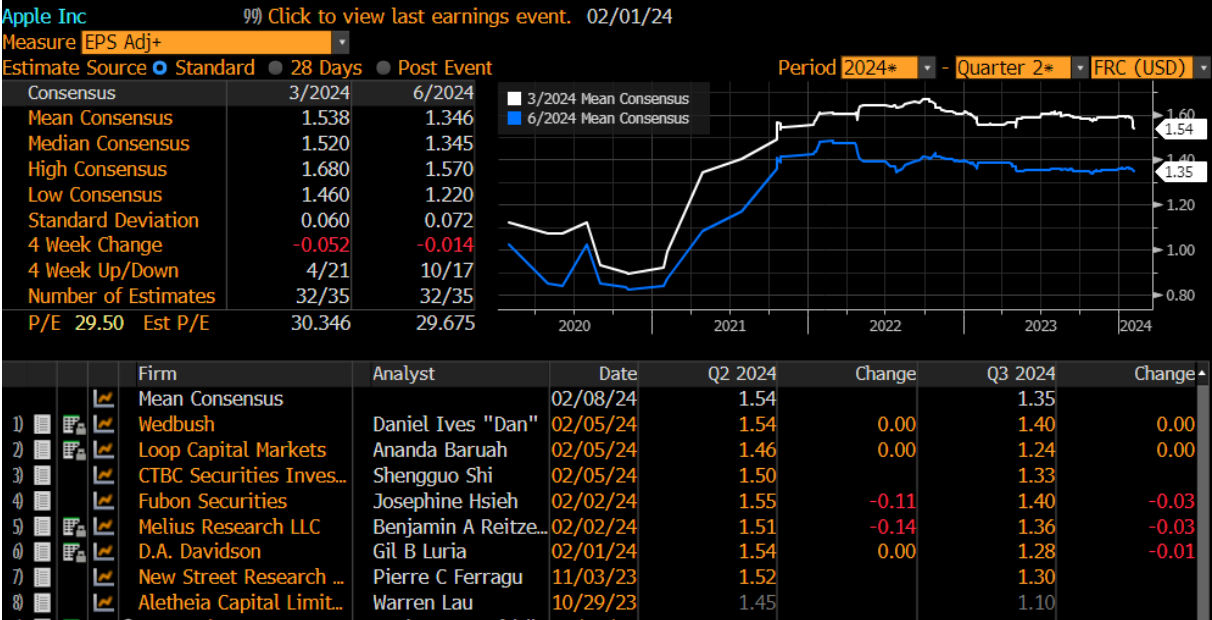 Apple Inc 99) Click to view last earnings event. 02/01/24
Measure EPS Adj+
Estimate Source Standard 28 Days Post Event Period 2024* - Quarter 2* FRC (USD)
Consensus 3/2024 6/2024
Mean Consensus 1.538 1.346
Median Consensus 1.520 1.345
High Consensus 1.680 1.570
Low Consensus 1.460 1.220
Standard Deviation 0.060 0.072
4 Week Change -0.052 -0.014
4 Week Up/Down 4/21 10/17
Number of Estimates 32/35 32/35
P/E 29.50 Est P/E 30.346 29.675
3/2024 Mean Consensus
6/2024 Mean Consensus
1.60
1.54
1.40
1.35
1.20
1.00
0.80
2020 2021 2022 2023 2024
Firm Analyst Date Q2 2024 Change Q3 2024 Change
Mean Consensus 02/08/24 1.54 1.35
1) Wedbush Daniel Ives "Dan" 02/05/24 1.54 0.00 1.40 0.00
2) Loop Capital Markets Ananda Baruah 02/05/24 1.46 0.00 1.24 0.00
3) CTBC Securities Inves... Shengguo Shi 02/05/24 1.50 1.33
4) Fubon Securities Josephine Hsieh 02/02/24 1.55 -0.11 1.40 -0.03
5) Melius Research LLC Benjamin A Reitze... 02/02/24 1.51 -0.14 1.36 -0.03
6) D.A. Davidson Gil B Luria 02/01/24 1.54 0.00 1.28 -0.01
7) New Street Research ... Pierre C Ferragu 11/03/23 1.52 1.30
8) Aletheia Capital Limit... Warren Lau 10/29/23 1.45 1.10